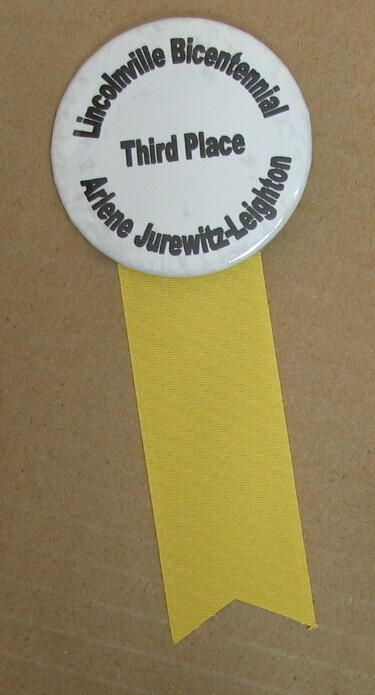 Lincolnville Bicentennial
Third Place
Arlene Jurewitz-Leighton